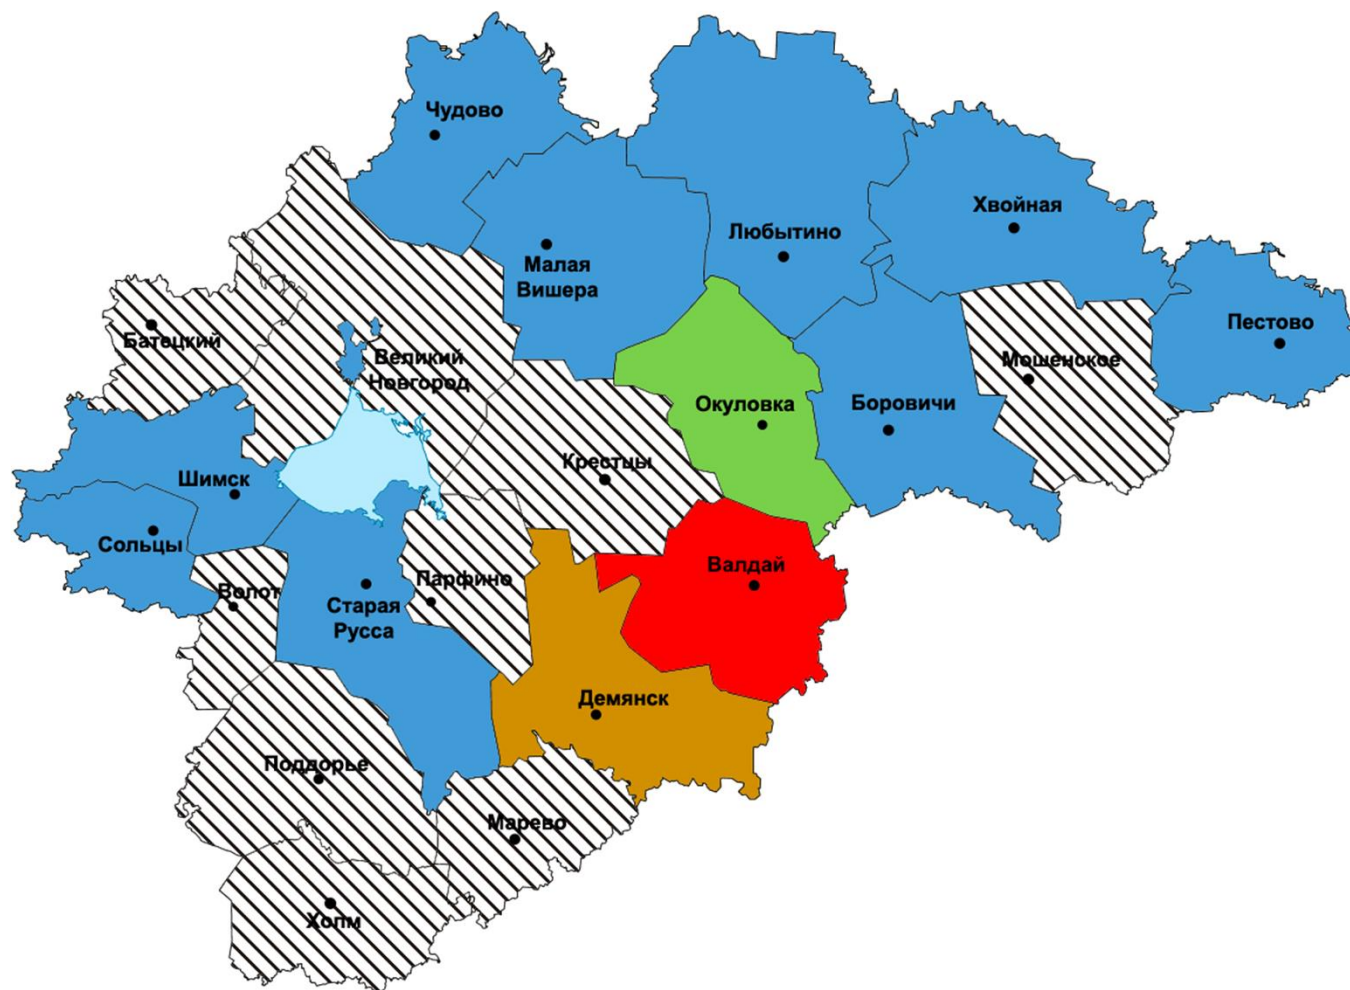 Чудово
Хвойная
Любытино
Малая
Вишера
Пестово
Батецкий
Великий
Новгород
Мошенское
Окуловка
Боровичи
Крестцы
Шимск
Сольцы
Валдай
Парфино
Волот
Старая
Русса
Демянск
Поддорье
Марево
Холм